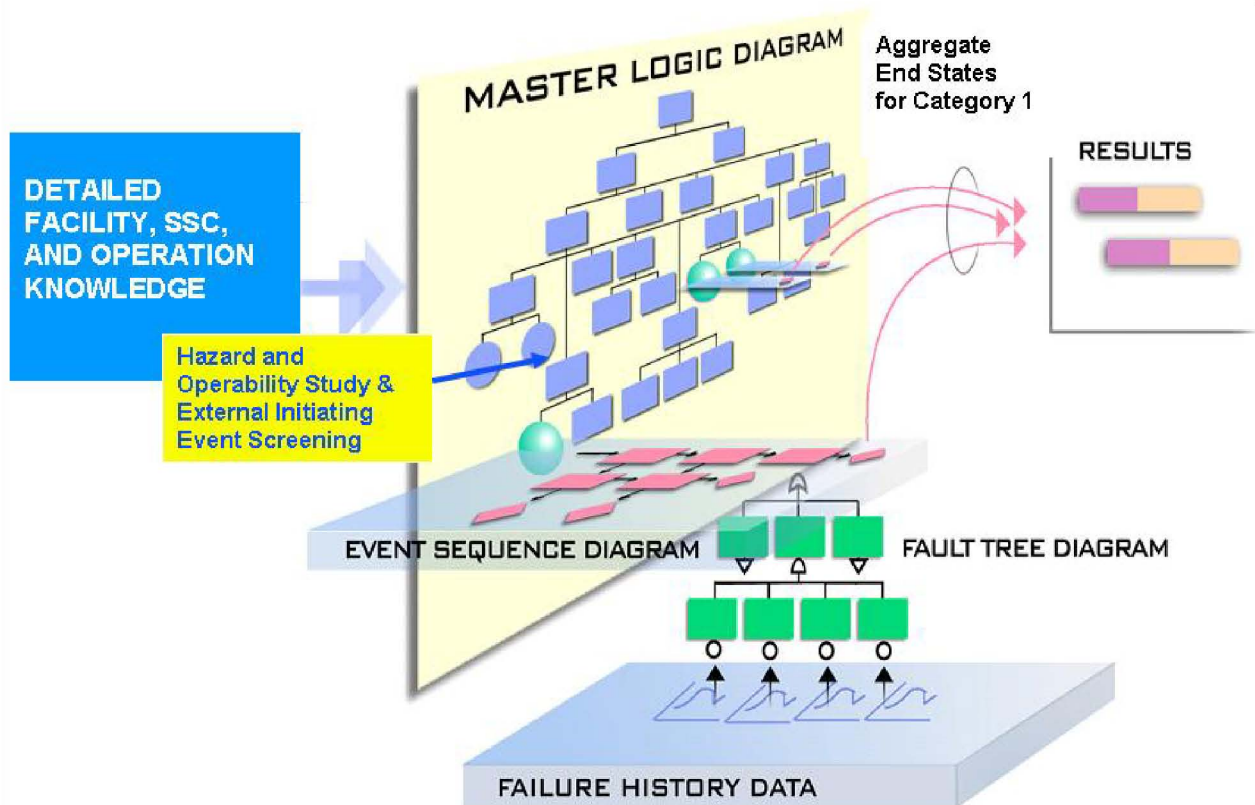 MASTER LOGIC DIAGRAM
Aggregate
End States
for Category 1
RESULTS
DETAILED
FACILITY, SSC,
AND OPERATION
KNOWLEDGE
Hazard and
Operability Study &
External Initiating
Event Screening
EVENT SEQUENCE DIAGRAM
FAULT TREE DIAGRAM
FAILURE HISTORY DATA